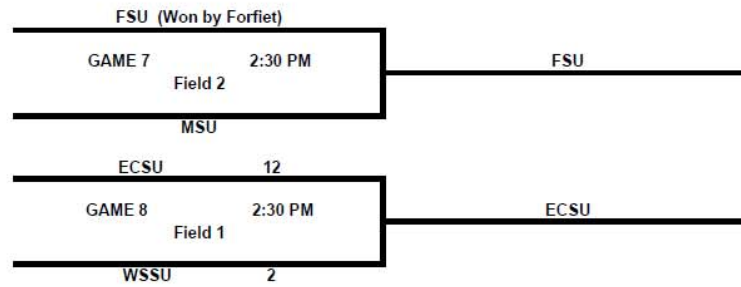 FSU (Won by Forfiet)
GAME 7 2:30 PM
FSU
Field 2
MSU
ECSU 12
GAME 8 2:30 PM
ECSU
Field 1
WSSU 2